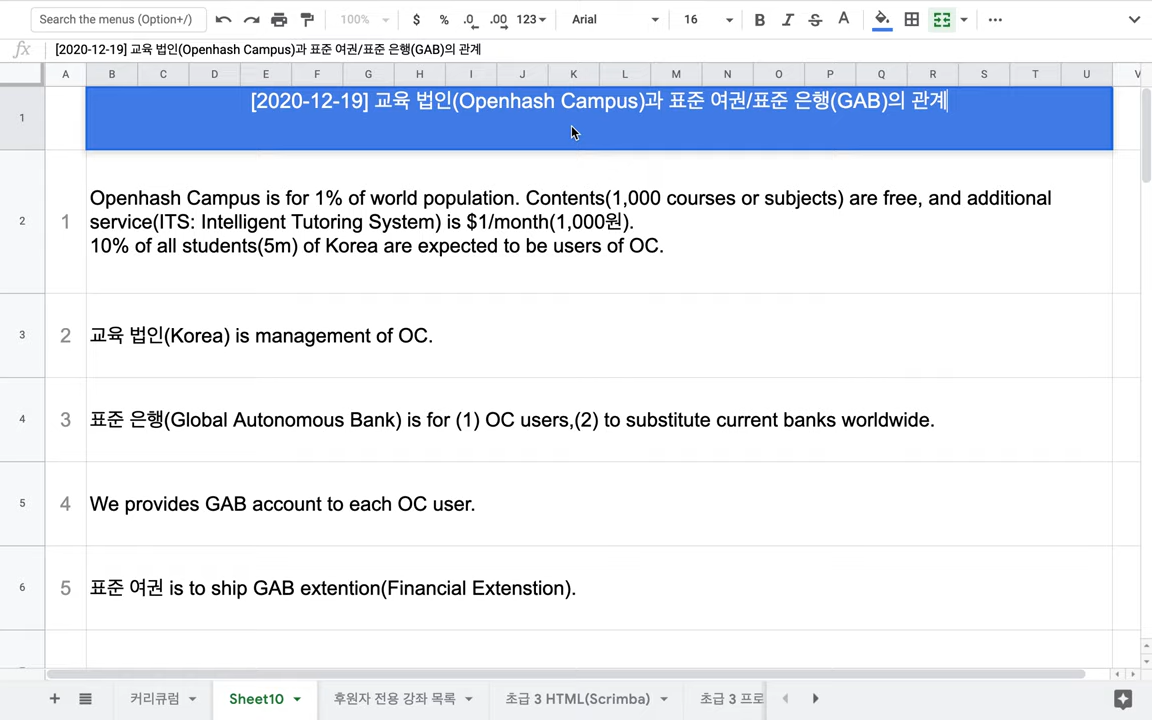 Search the menus (Option+/)
100%
$ % .0 .00 123
Arial
16
B I S A
fx [2020-12-19] 교육 법인(Openhash Campus)과 표준 여권/표준 은행(GAB)의 관계
A B C D E F G H I J K L M N O P Q R S T U V
1 [2020-12-19] 교육 법인(Openhash Campus)과 표준 여권/표준 은행(GAB)의 관계
Openhash Campus is for 1% of world population. Contents(1,000 courses or subjects) are free, and additional
2 1 service(ITS: Intelligent Tutoring System) is $1/month(1,000원).
10% of all students(5m) of Korea are expected to be users of OC.
3 2 교육 법인(Korea) is management of OC.
4 3 표준 은행(Global Autonomous Bank) is for (1) OC users,(2) to substitute current banks worldwide.
5 4 We provides GAB account to each OC user.
6 5 표준 여권 is to ship GAB extention(Financial Extenstion).
커리큐럼
Sheet10
후원자 전용 강좌 목록
초급 3 HTML(Scrimba)
초급 3 프로